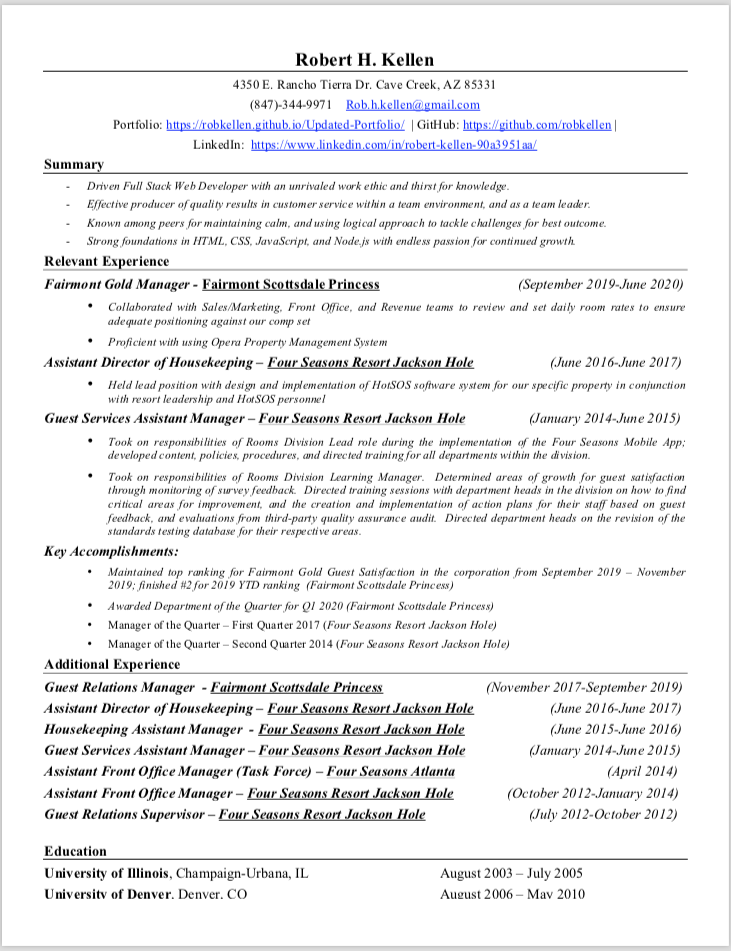 Robert H. Kellen
4350 E. Rancho Tierra Dr. Cave Creek, AZ 85331
(847)-344-9971 Rob.h.kellen@gmail.com
Portfolio: https://robkellen.github.io/Updated-Portfolio/ | GitHub: https://github.com/robkellen |
LinkedIn: https://www.linkedin.com/in/robert-kellen-90a3951aa/
Summary
- Driven Full Stack Web Developer with an unrivaled work ethic and thirst for knowledge.
- Effective producer of quality results in customer service within a team environment, and as a team leader.
- Known among peers for maintaining calm, and using logical approach to tackle challenges for best outcome.
- Strong foundations in HTML, CSS, JavaScript, and Node.js with endless passion for continued growth.
Relevant Experience
Fairmont Gold Manager - Fairmont Scottsdale Princess (September 2019-June 2020)
• Collaborated with Sales/Marketing, Front Office, and Revenue teams to review and set daily room rates to ensure
adequate positioning against our comp set
• Proficient with using Opera Property Management System
Assistant Director of Housekeeping – Four Seasons Resort Jackson Hole (June 2016-June 2017)
• Held lead position with design and implementation of HotSOS software system for our specific property in conjunction
with resort leadership and HotSOS personnel
Guest Services Assistant Manager – Four Seasons Resort Jackson Hole (January 2014-June 2015)
• Took on responsibilities of Rooms Division Lead role during the implementation of the Four Seasons Mobile App;
developed content, policies, procedures, and directed training for all departments within the division.
• Took on responsibilities of Rooms Division Learning Manager. Determined areas of growth for guest satisfaction
through monitoring of survey feedback. Directed training sessions with department heads in the division on how to find
critical areas for improvement, and the creation and implementation of action plans for their staff based on guest
feedback, and evaluations from third-party quality assurance audit. Directed department heads on the revision of the
standards testing database for their respective areas.
Key Accomplishments:
• Maintained top ranking for Fairmont Gold Guest Satisfaction in the corporation from September 2019 – November
2019; finished #2 for 2019 YTD ranking (Fairmont Scottsdale Princess)
• Awarded Department of the Quarter for Q1 2020 (Fairmont Scottsdale Princess)
• Manager of the Quarter – First Quarter 2017 (Four Seasons Resort Jackson Hole)
• Manager of the Quarter – Second Quarter 2014 (Four Seasons Resort Jackson Hole)
Additional Experience
Guest Relations Manager - Fairmont Scottsdale Princess (November 2017-September 2019)
Assistant Director of Housekeeping – Four Seasons Resort Jackson Hole (June 2016-June 2017)
Housekeeping Assistant Manager - Four Seasons Resort Jackson Hole (June 2015-June 2016)
Guest Services Assistant Manager – Four Seasons Resort Jackson Hole (January 2014-June 2015)
Assistant Front Office Manager (Task Force) – Four Seasons Atlanta (April 2014)
Assistant Front Office Manager – Four Seasons Resort Jackson Hole (October 2012-January 2014)
Guest Relations Supervisor – Four Seasons Resort Jackson Hole (July 2012-October 2012)
Education
University of Illinois, Champaign-Urbana, IL August 2003 – July 2005
University of Denver, Denver, CO August 2006 – May 2010